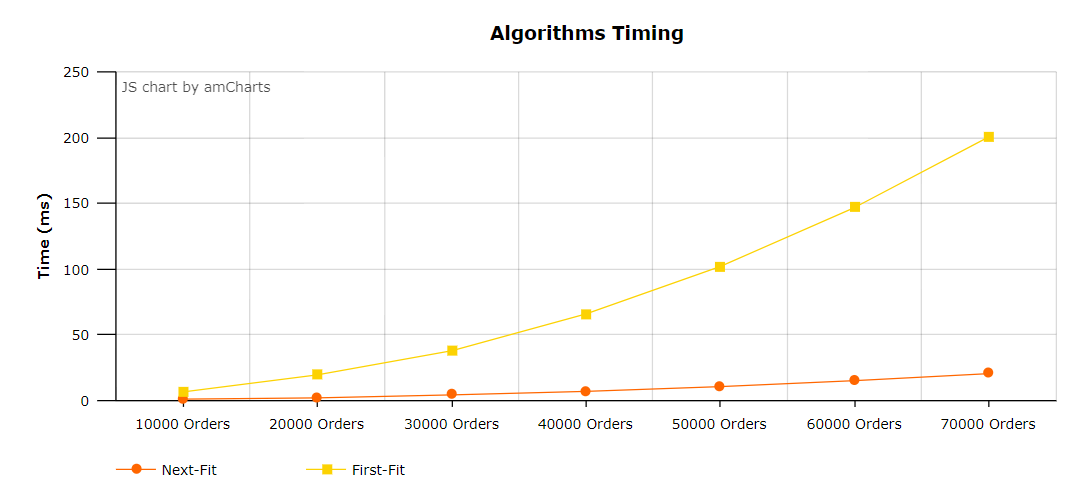 Algorithms Timing
JS chart by amCharts
Time (ms)
250
200
150
100
50
0
10000 Orders 20000 Orders 30000 Orders 40000 Orders 50000 Orders 60000 Orders 70000 Orders
Next-Fit First-Fit